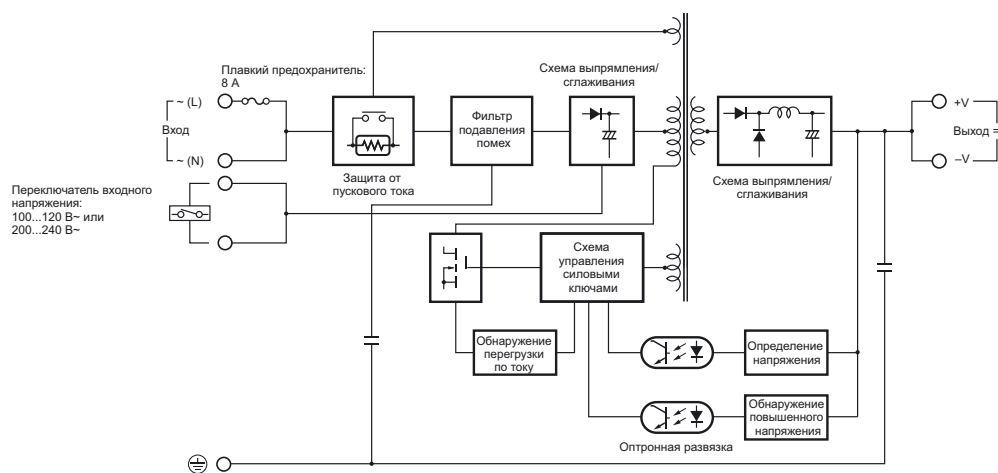 Плавкий предохранитель:
8 А
~ (L)
Вход
~ (N)
Переключатель входного
напряжения:
100...120 В~ или
200...240 В~
Защита от
пускового тока
Фильтр
подавления
помех
Схема выпрямления/
сглаживания
Схема выпрямления/
сглаживания
+V
Выход =
–V
Схема
управления
силовыми
ключами
Обнаружение
перегрузки
по току
Определение
напряжения
Обнаружение
повышенного
напряжения
Оптронная развязка